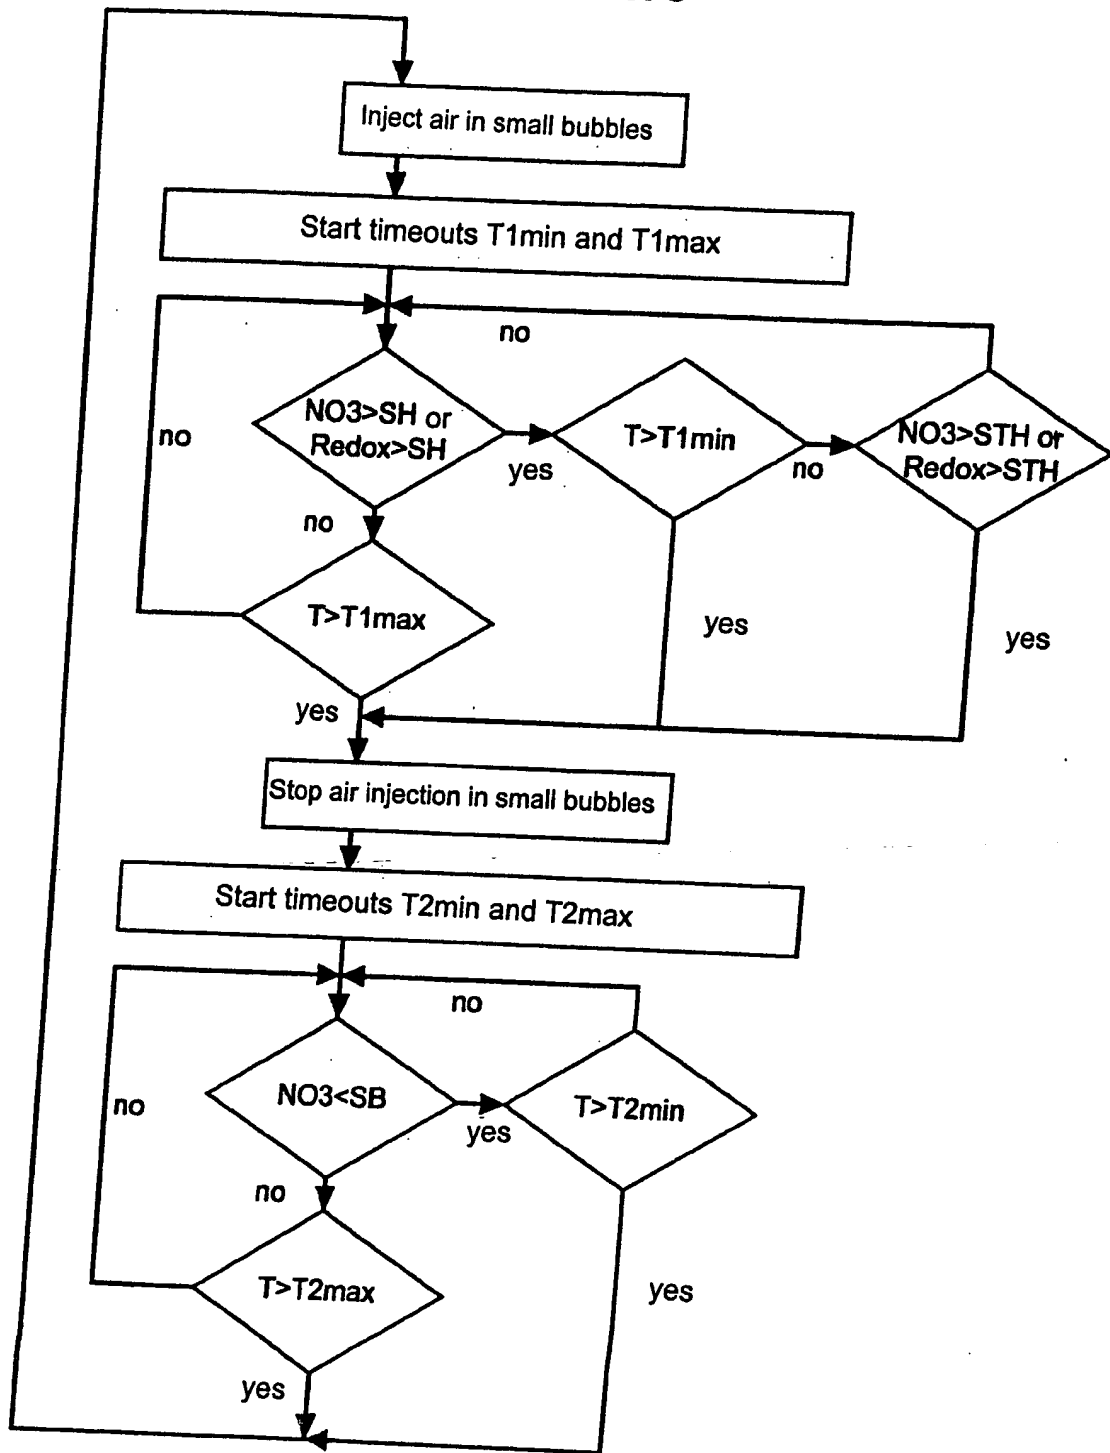 Inject air in small bubbles
Start timeouts T1min and T1max
no
NO3>SH or
Redox>SH
yes
T>T1min
no
NO3>STH or
Redox>STH
no
no
T>T1max
yes
yes
yes
Stop air injection in small bubbles
Start timeouts T2min and T2max
no
NO3<SB
yes
T>T2min
no
no
T>T2max
yes
yes